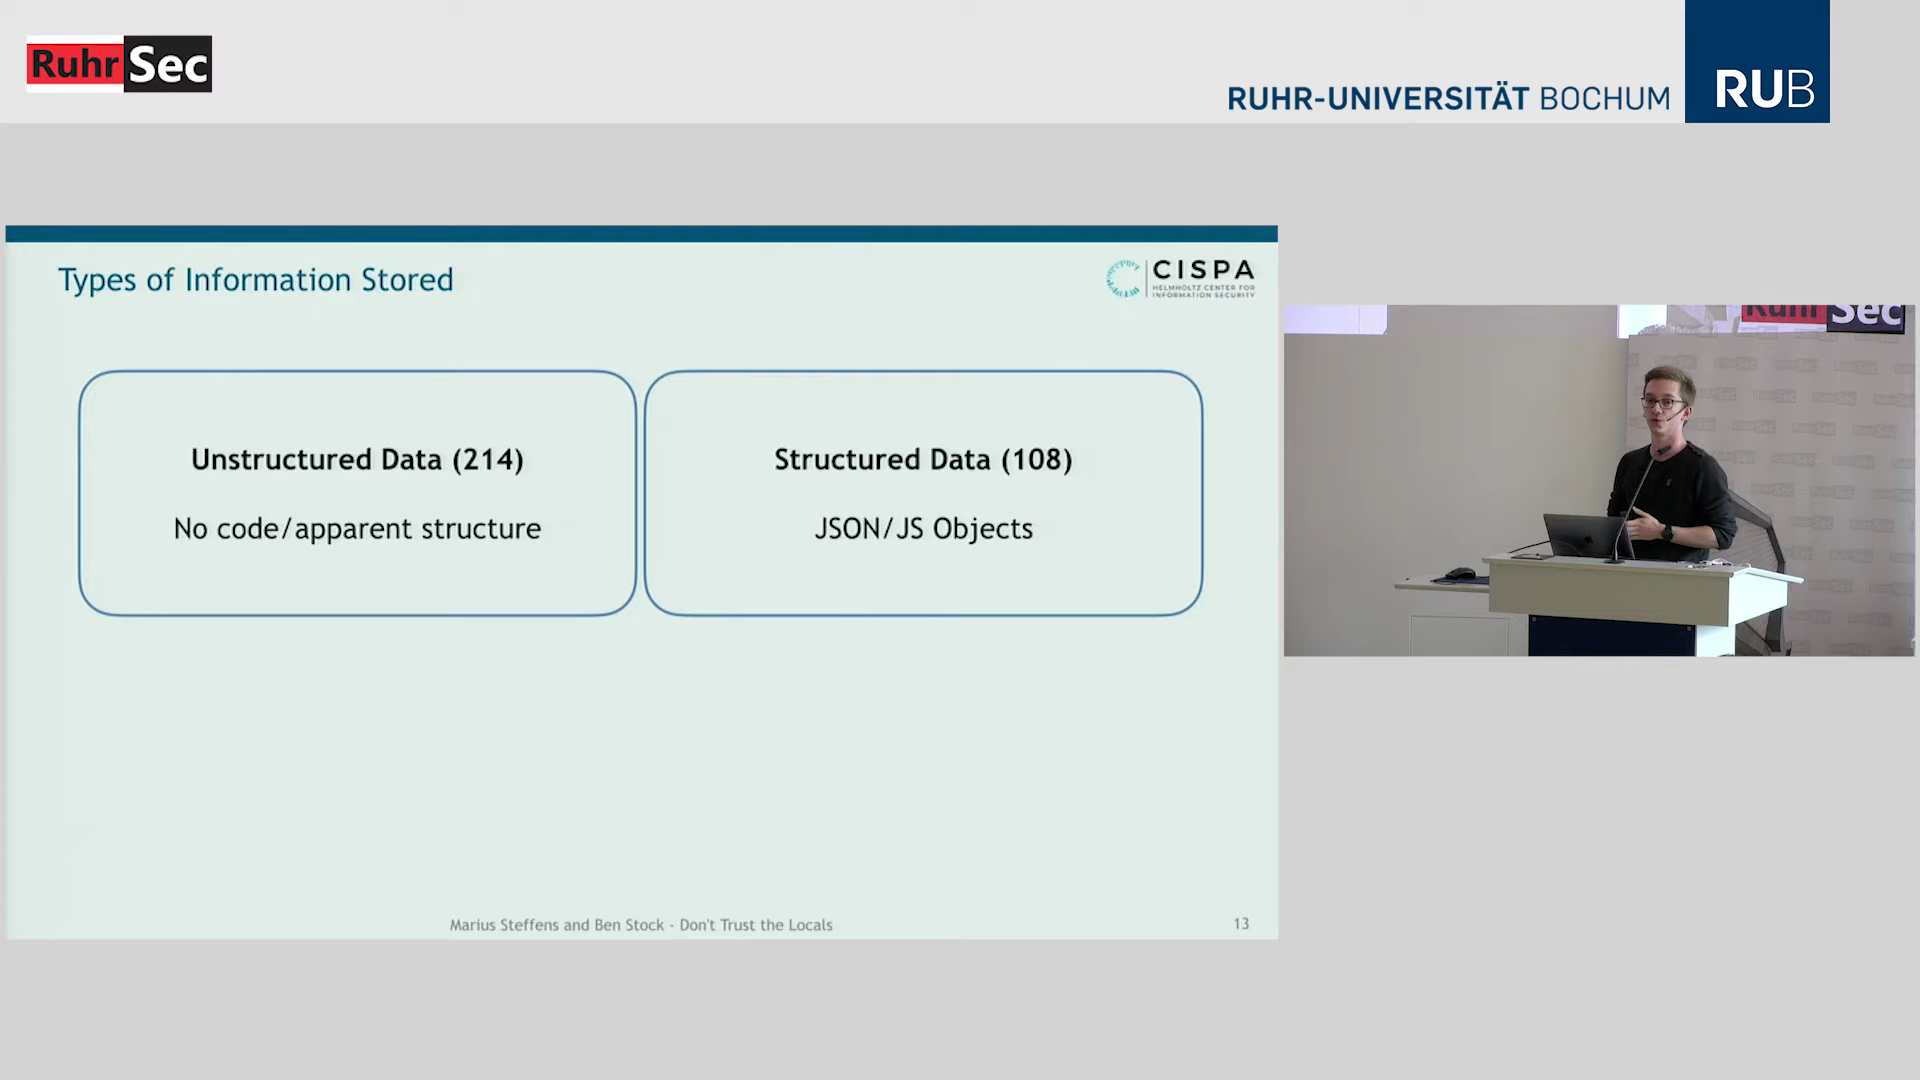 RuhrSec
RUHR-UNIVERSITÄT BOCHUM
RUB
Types of Information Stored
CISPA
HELMHOLTZ CENTER FOR
INFORMATION SECURITY
Unstructured Data (214)
No code/apparent structure
Structured Data (108)
JSON/JS Objects
Marius Steffens and Ben Stock - Don't Trust the Locals
13
RuhrSec